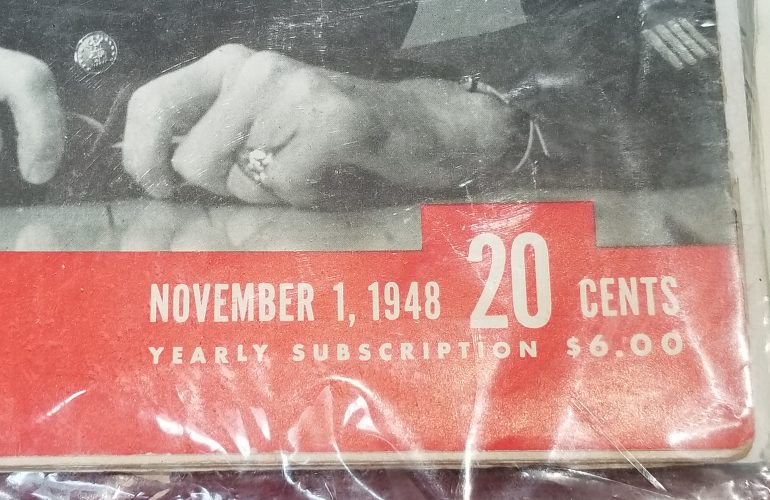 NOVEMBER 1, 1948 20 CENTS
YEARLY SUBSCRIPTION $6.00